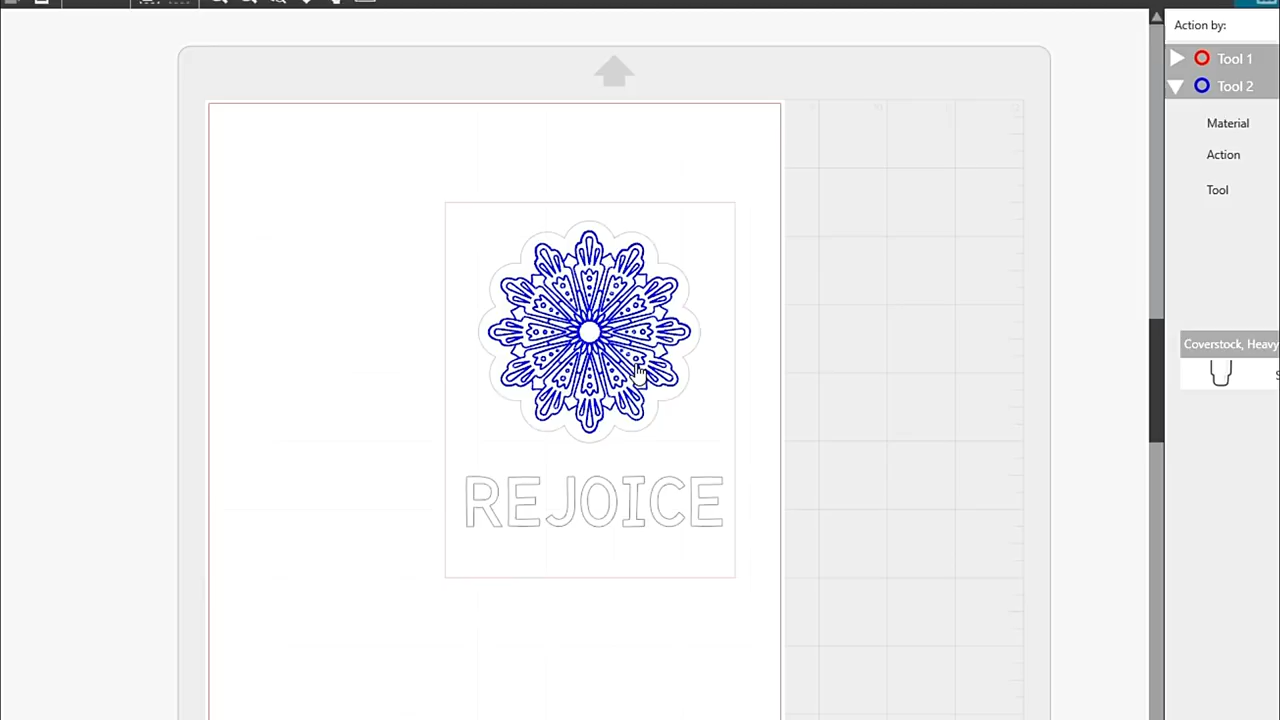 Action by:
Tool 1
Tool 2
Material
Action
Tool
Coverstock, Heavy
REJOICE